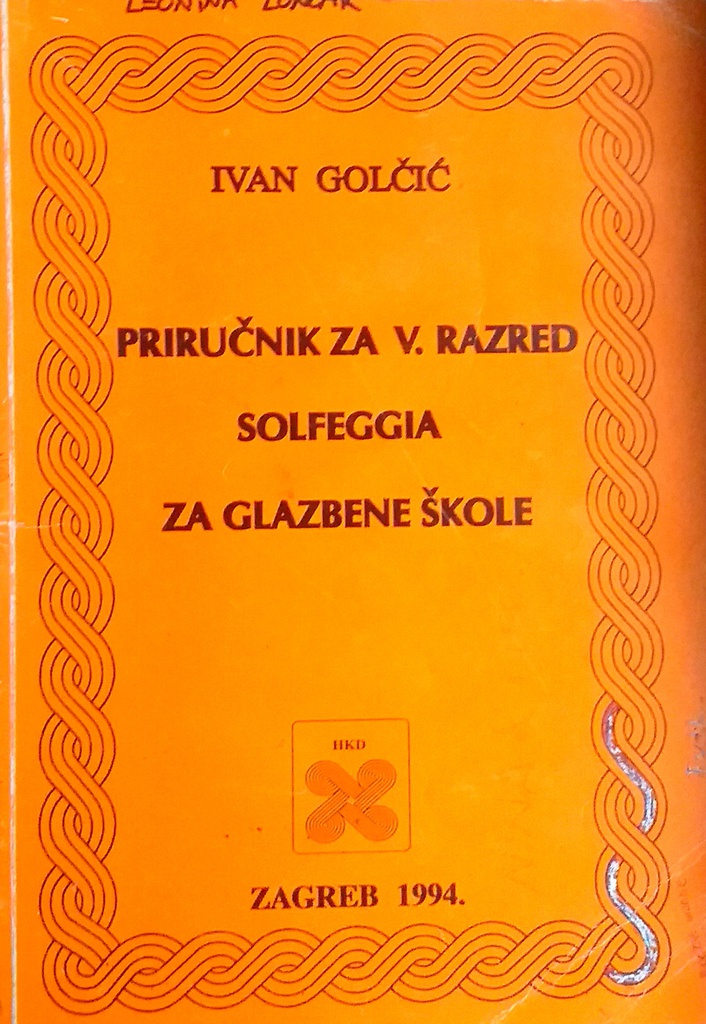 IVAN GOLČIĆ
PRIRUČNIK ZA V. RAZRED
SOLFEGGIA
ZA GLAZBENE ŠKOLE
HKD
ZAGREB 1994.